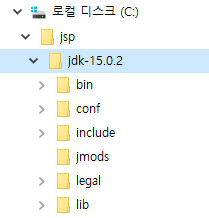 로컬 디스크 (C:)
jsp
jdk-15.0.2
bin
conf
include
jmods
legal
lib